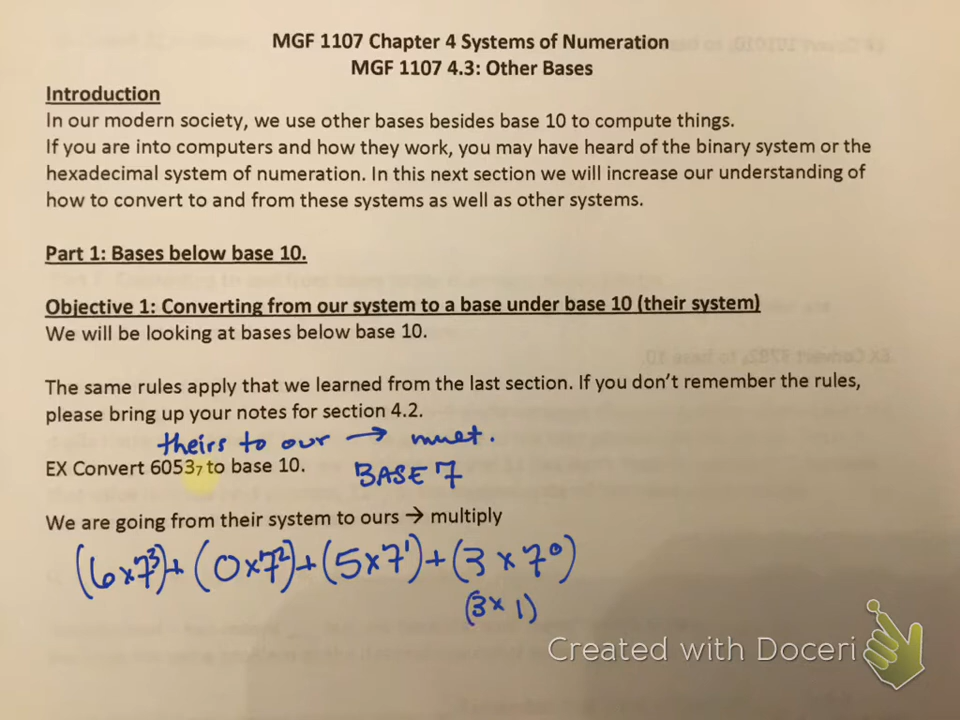 MGF 1107 Chapter 4 Systems of Numeration
MGF 1107 4.3: Other Bases
Introduction
In our modern society, we use other bases besides base 10 to compute things.
If you are into computers and how they work, you may have heard of the binary system or the
hexadecimal system of numeration. In this next section we will increase our understanding of
how to convert to and from these systems as well as other systems.
Part 1: Bases below base 10.
Objective 1: Converting from our system to a base under base 10 (their system)
We will be looking at bases below base 10.
The same rules apply that we learned from the last section. If you don't remember the rules,
please bring up your notes for section 4.2.
theirs to our →
EX Convert 6053₇ to base 10.
BASE 7
We are going from their system to ours → multiply
(6×7³)+(0×7²)+(5×7¹)+(3×7⁰)
(3×1)
Created with Doceri